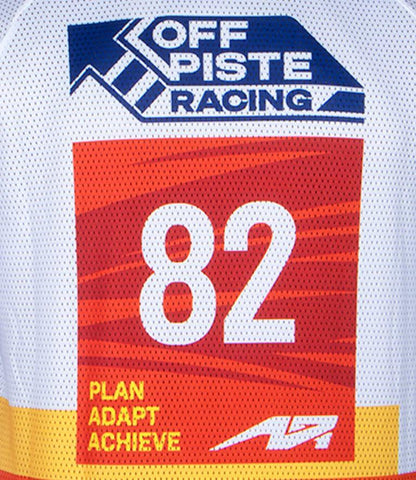 OFF
PISTE
RACING
82
PLAN
ADAPT
ACHIEVE